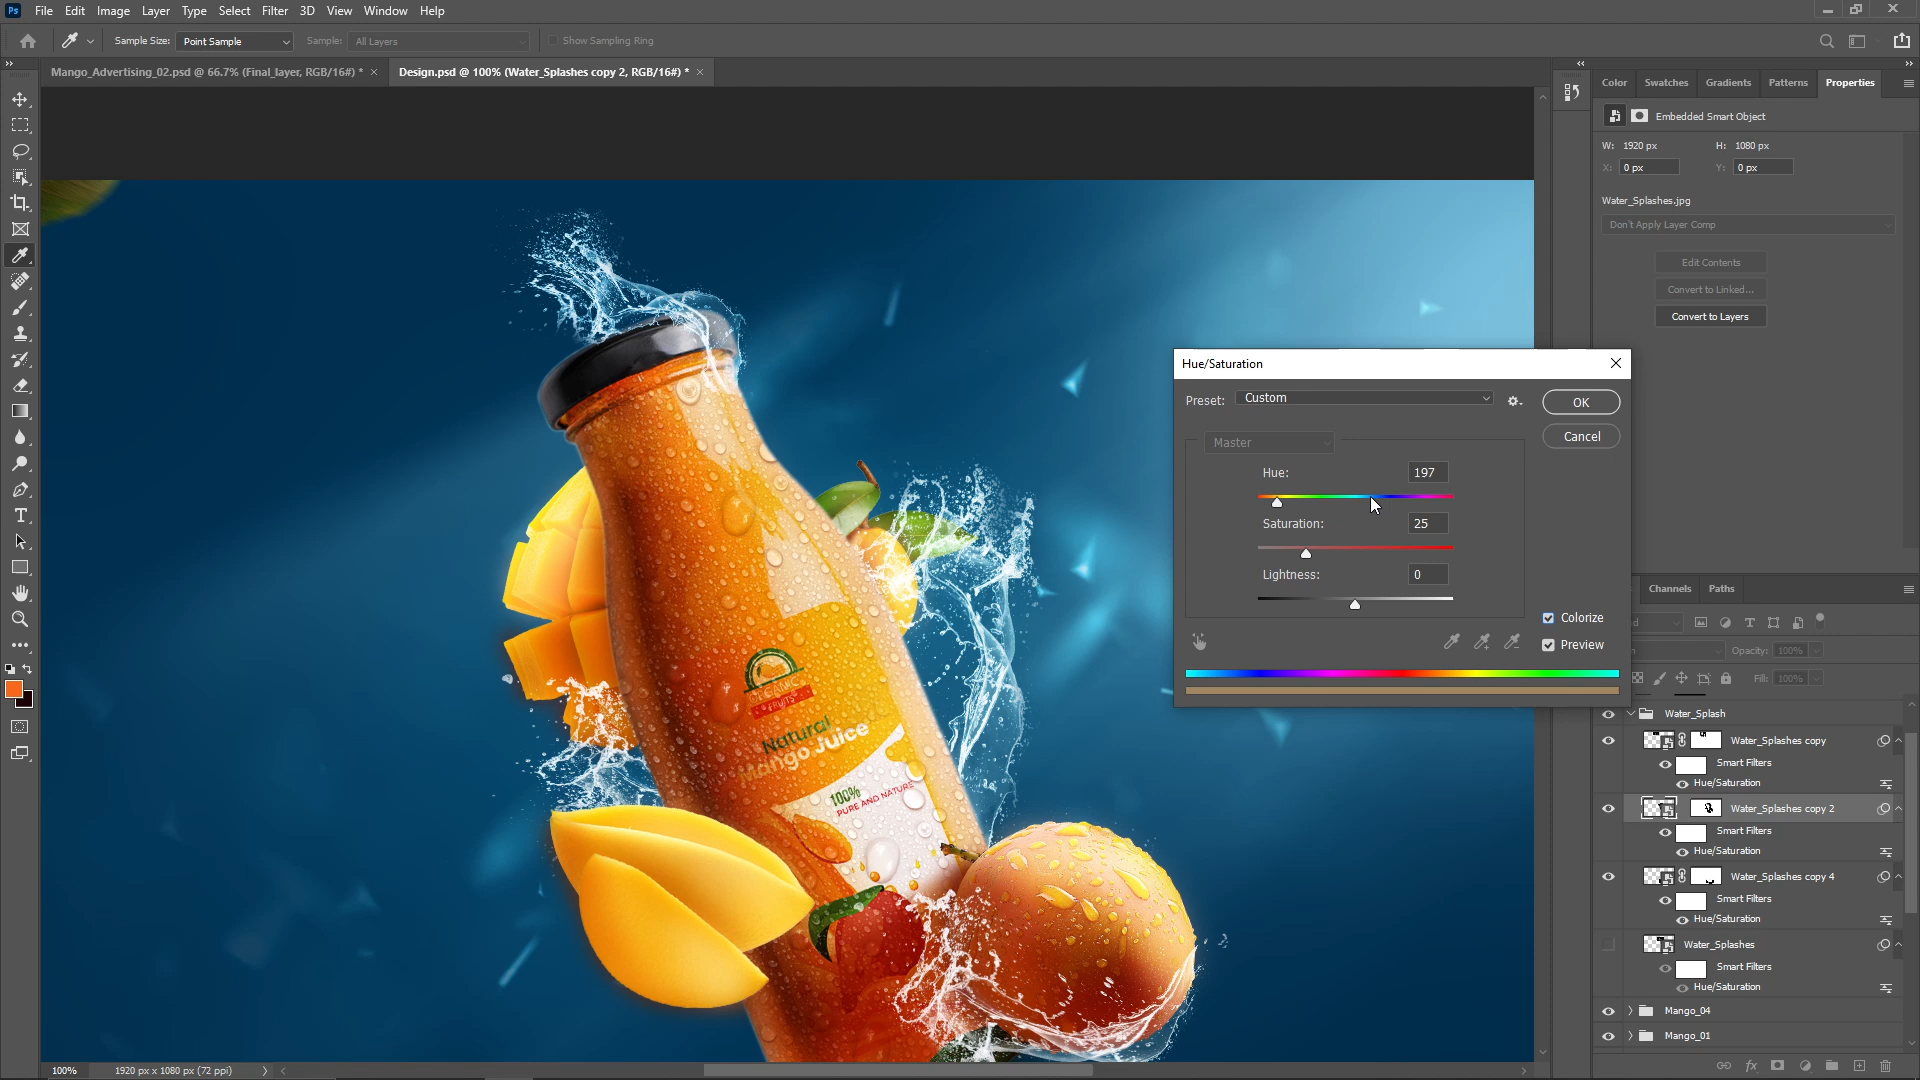 Ps File Edit Image Layer Type Select Filter 3D View Window Help
Sample Size: Point Sample Sample: All Layers Show Sampling Ring
Mango_Advertising_02.psd @ 66.7% (Final_layer, RGB/16#) * × Design.psd @ 100% (Water_Splashes copy 2, RGB/16#) * ×
Color Swatches Gradients Patterns Properties
Embedded Smart Object
W: 1920 px H: 1080 px
X: 0 px Y: 0 px
Water_Splashes.jpg
Don't Apply Layer Comp
Edit Contents
Convert to Linked...
Convert to Layers
Hue/Saturation
Preset: Custom
OK
Cancel
Master
Hue: 197
Saturation: 25
Lightness: 0
Colorize
Preview
Channels Paths
Opacity: 100%
Fill: 100%
Water_Splash
Water_Splashes copy
Smart Filters
Hue/Saturation
Water_Splashes copy 2
Smart Filters
Hue/Saturation
Water_Splashes copy 4
Smart Filters
Hue/Saturation
Water_Splashes
Smart Filters
Hue/Saturation
Mango_04
Mango_01
ORGANIC
FRUITS
Natural
Mango Juice
100%
PURE AND NATURE
100% 1920 px x 1080 px (72 ppi)